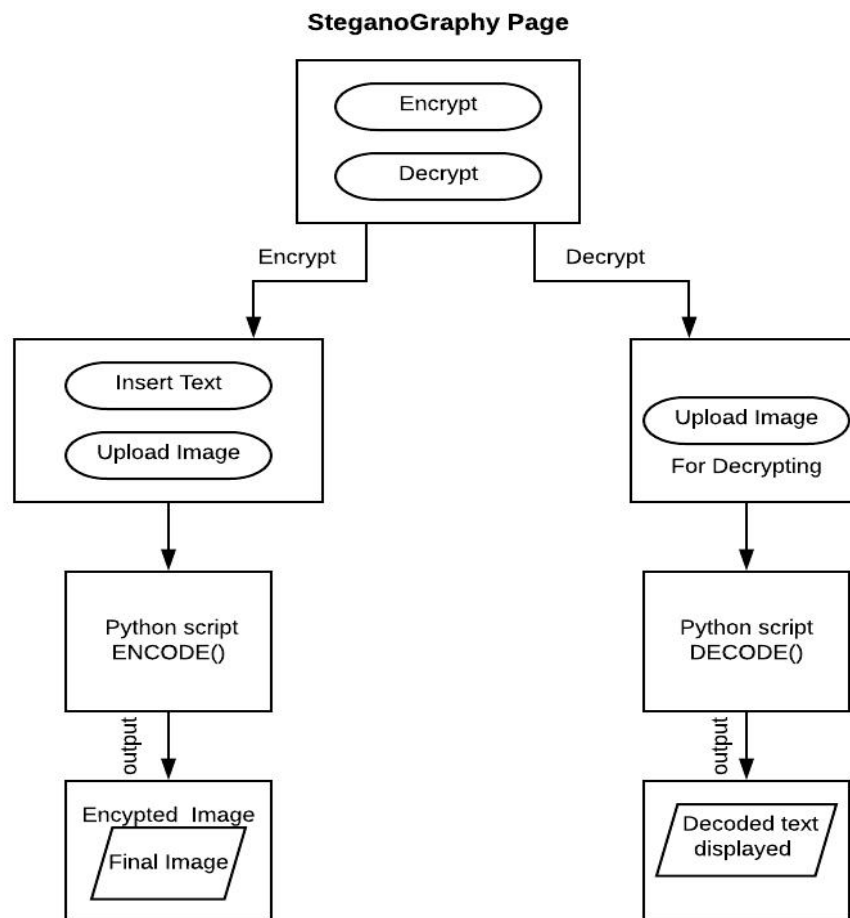 SteganoGraphy Page
Encrypt
Decrypt
Encrypt
Decrypt
Insert Text
Upload Image
Upload Image
For Decrypting
Python script
ENCODE()
Python script
DECODE()
output
output
Encypted Image
Final Image
Decoded text
displayed